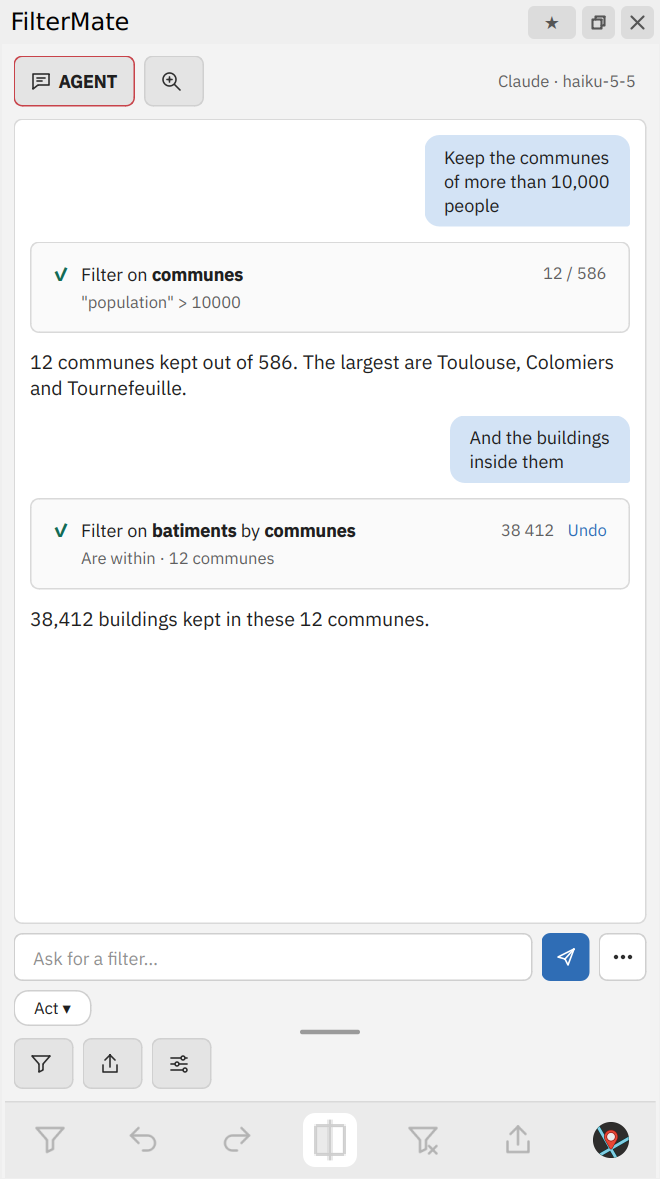 FilterMate
AGENT
Claude · haiku-5-5
Keep the communes
of more than 10,000
people
Filter on communes
12 / 586
"population" > 10000
12 communes kept out of 586. The largest are Toulouse, Colomiers
and Tournefeuille.
And the buildings
inside them
Filter on batiments by communes
38 412 Undo
Are within · 12 communes
38,412 buildings kept in these 12 communes.
Ask for a filter...
Act ▾